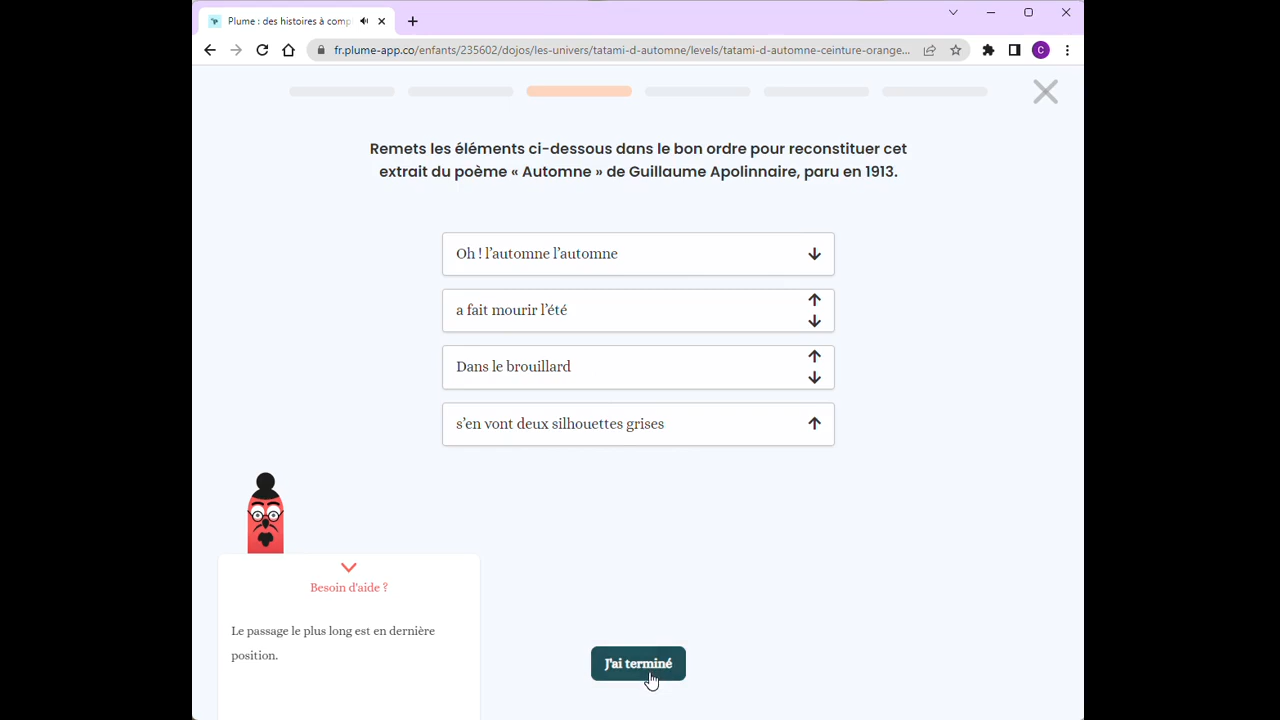 Plume : des histoires à comp
fr.plume-app.co/enfants/235602/dojos/les-univers/tatami-d-automne/levels/tatami-d-automne-ceinture-orange...
C
Remets les éléments ci-dessous dans le bon ordre pour reconstituer cet
extrait du poème « Automne » de Guillaume Apolinnaire, paru en 1913.
Oh ! l’automne l’automne
a fait mourir l’été
Dans le brouillard
s’en vont deux silhouettes grises
Besoin d'aide ?
Le passage le plus long est en dernière
position.
J'ai terminé